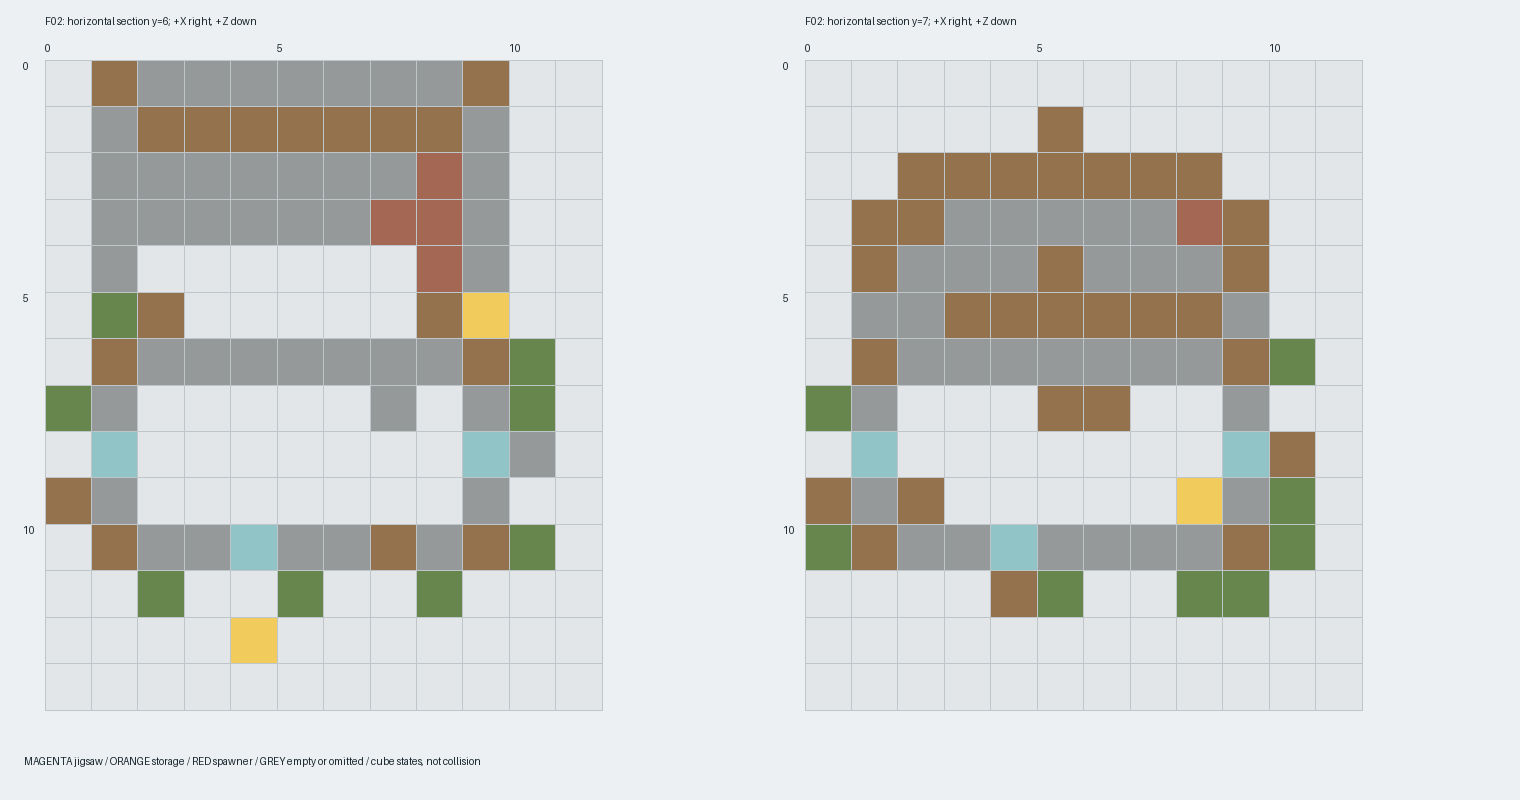 F02: horizontal section y=6; +X right, +Z down
F02: horizontal section y=7; +X right, +Z down
0 5 10
0 5 10
0
0
5
5
10
10
MAGENTA jigsaw / ORANGE storage / RED spawner / GREY empty or omitted / cube states, not collision